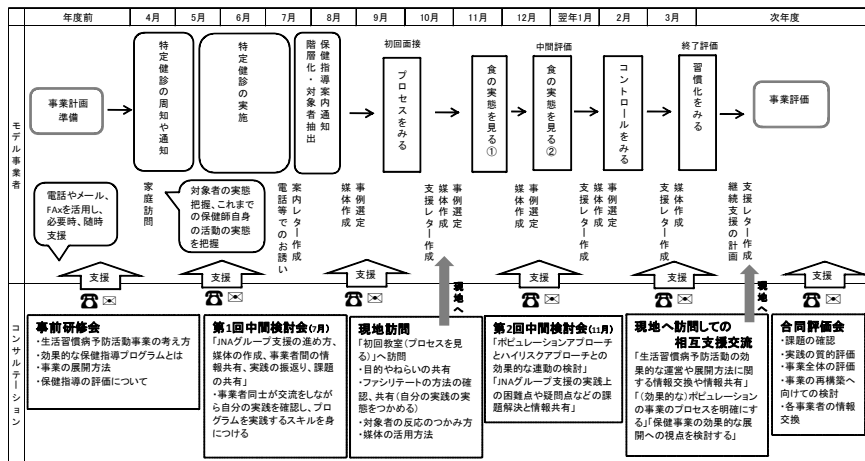 年度前 4月 5月 6月 7月 8月 9月 10月 11月 12月 翌年1月 2月 3月 次年度
モデル事業者
事業計画
準備
特定健診の周知や通知
特定健診の実施
保健指導案内通知
階層化・対象者抽出
初回面接
プロセスをみる
食の実態を見る①
中間評価
食の実態を見る②
コントロールをみる
終了評価
習慣化をみる
事業評価
電話やメール、
FAxを活用し、
必要時、随時
支援
家庭訪問
対象者の実態
把握、これまで
の保健師自身
の活動の実態
を把握
案内レター作成
電話等でのお誘い
事例選定
媒体作成
事例選定
媒体作成
支援レター作成
事例選定
媒体作成
事例選定
媒体作成
支援レター作成
媒体作成
支援レター作成
支援レター作成
継続支援の計画
支援
支援
支援
現地へ
支援
支援
現地へ
支援
コンサルテーション
事前研修会
・生活習慣病予防活動事業の考え方
・効果的な保健指導プログラムとは
・事業の展開方法
・保健指導の評価について
第1回中間検討会(7月)
「JNAグループ支援の進め方、
媒体の作成、事業者間の情
報共有、実践の振返り、課題
の共有」
・事業者同士が交流をしな
がら自分の実践を確認し、プロ
グラムを実践するスキルを身
につける
現地訪問
「初回教室(プロセスを見
る)」へ訪問
・目的やねらいの共有
・ファシリテートの方法の確
認、共有(自分の実践の実
態をつかめる)
・対象者の反応のつかみ方
・媒体の活用方法
第2回中間検討会(11月)
「ポピュレーションアプローチ
とハイリスクアプローチとの
効果的な連動の検討」
「JNAグループ支援の実践上
の困難点や疑問点などの課
題解決と情報共有」
現地へ訪問しての
相互支援交流
「生活習慣病予防活動の効
果的な運営や展開方法に関
する情報交換や情報共有」
「(効果的な)ポピュレーション
の事業のプロセスを明確にす
る」「保健事業の効果的な展
開への視点を検討する」
合同評価会
・課題の確認
・実践の質的評価
・事業全体の評価
・事業の再構築へ
向けての検討
・各事業者の情報
交換